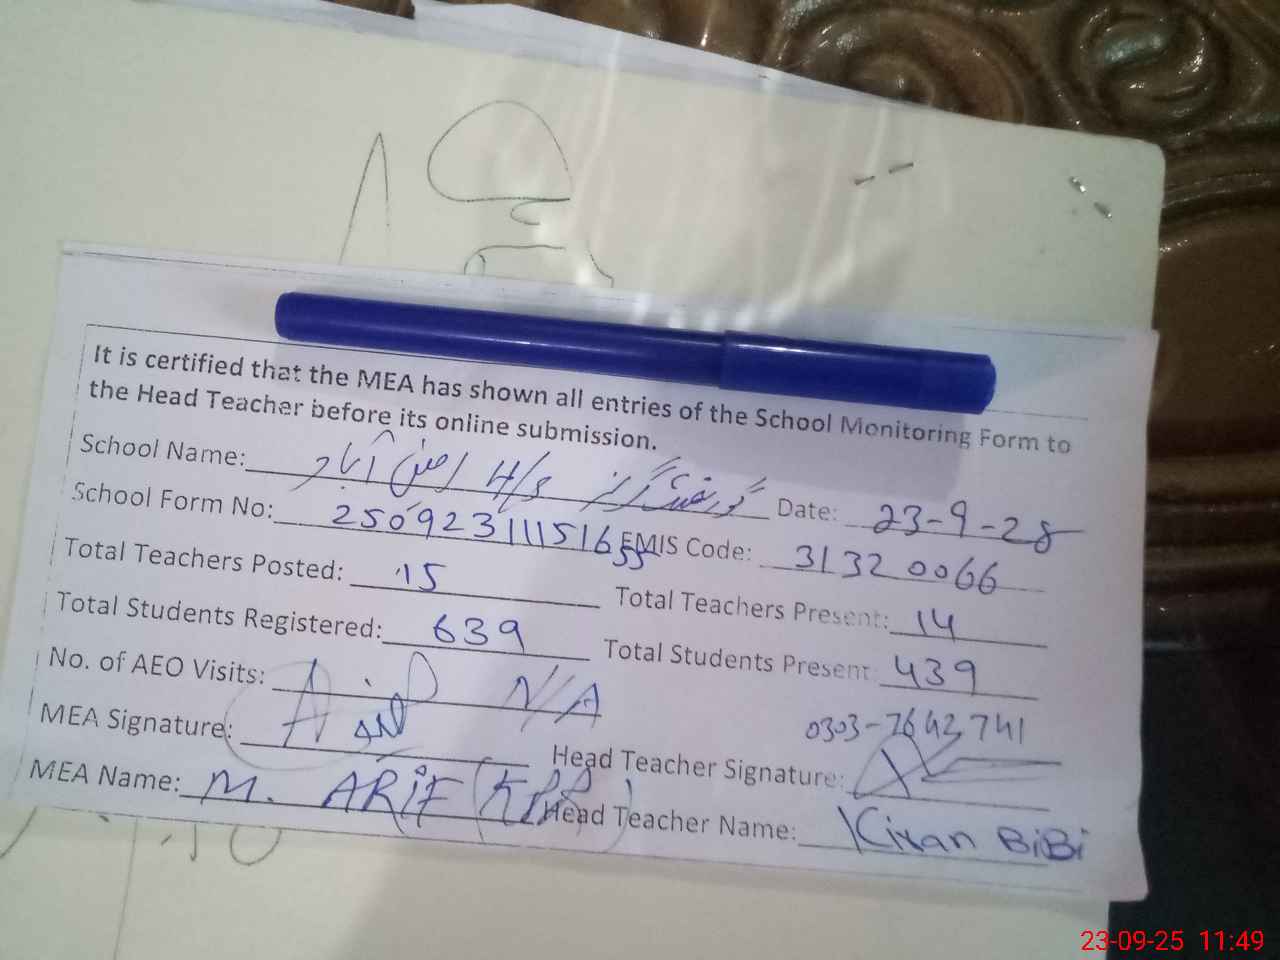 It is certified that the MEA has shown all entries of the School Monitoring Form to
the Head Teacher before its online submission.
School Name: گورنمنٹ گرلز H/S امین آباد Date: 23-9-25
School Form No: 25092311151655 EMIS Code: 31320066
Total Teachers Posted: 15 Total Teachers Present: 14
Total Students Registered: 639 Total Students Present: 439
No. of AEO Visits: N/A
0303-7642741
MEA Signature: Head Teacher Signature:
MEA Name: M. ARIF Head Teacher Name: Kiran BiBi
23-09-25 11:49